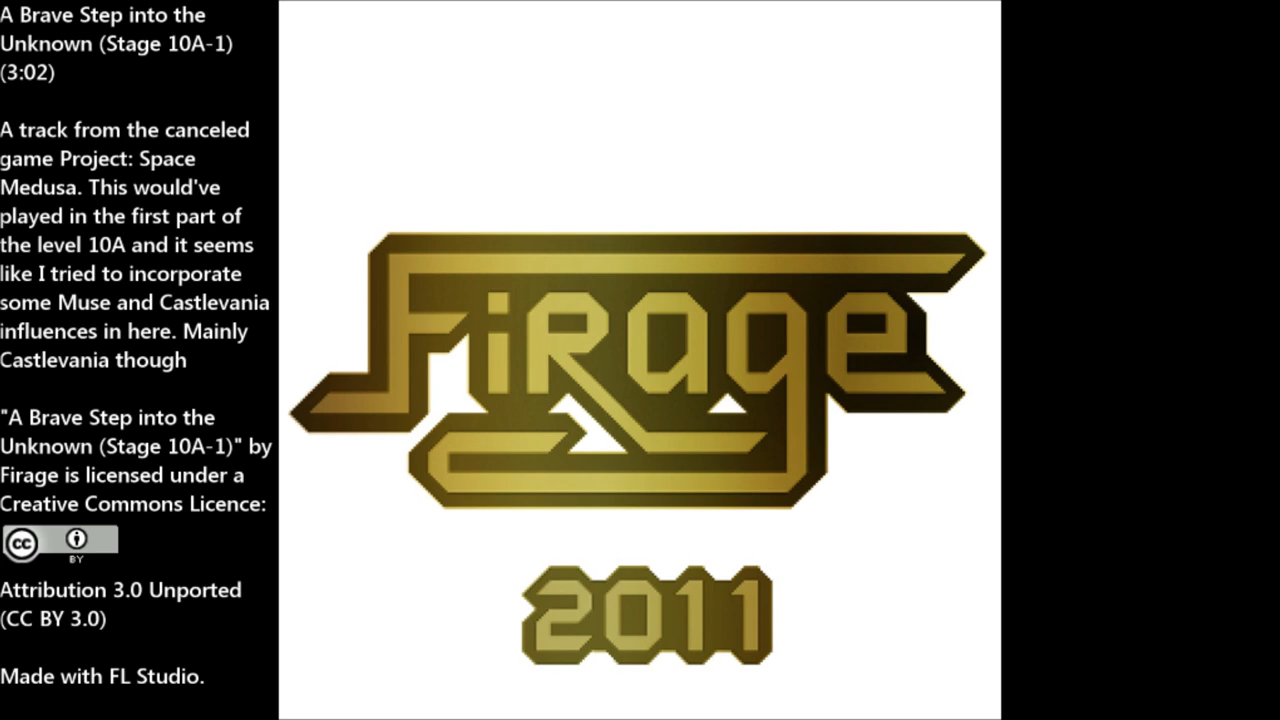 A Brave Step into the
Unknown (Stage 10A-1)
(3:02)
A track from the canceled
game Project: Space
Medusa. This would've
played in the first part of
the level 10A and it seems
like I tried to incorporate
some Muse and Castlevania
influences in here. Mainly
Castlevania though
"A Brave Step into the
Unknown (Stage 10A-1)" by
Firage is licensed under a
Creative Commons Licence:
cc
BY
Attribution 3.0 Unported
(CC BY 3.0)
Made with FL Studio.
FiRage
2011